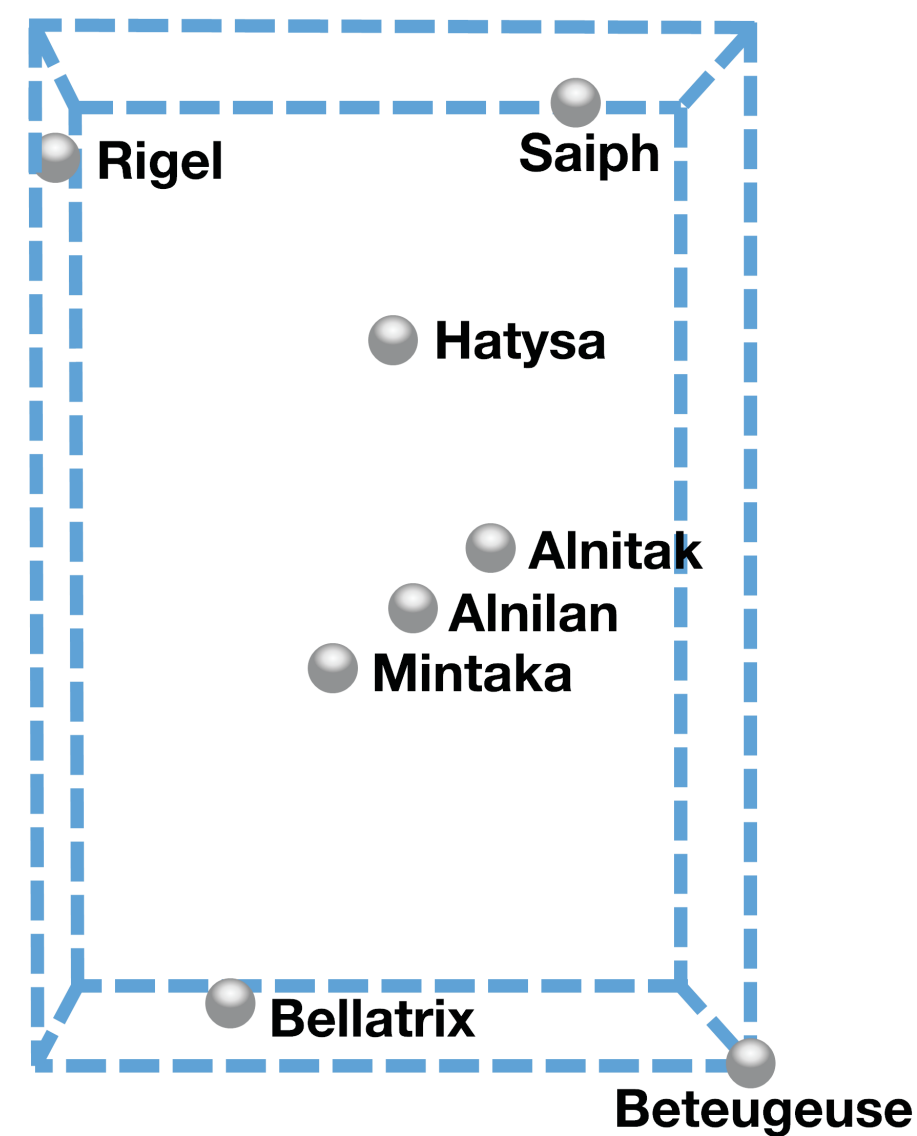 Rigel
Saiph
Hatysa
Alnitak
Alnilan
Mintaka
Bellatrix
Beteugeuse